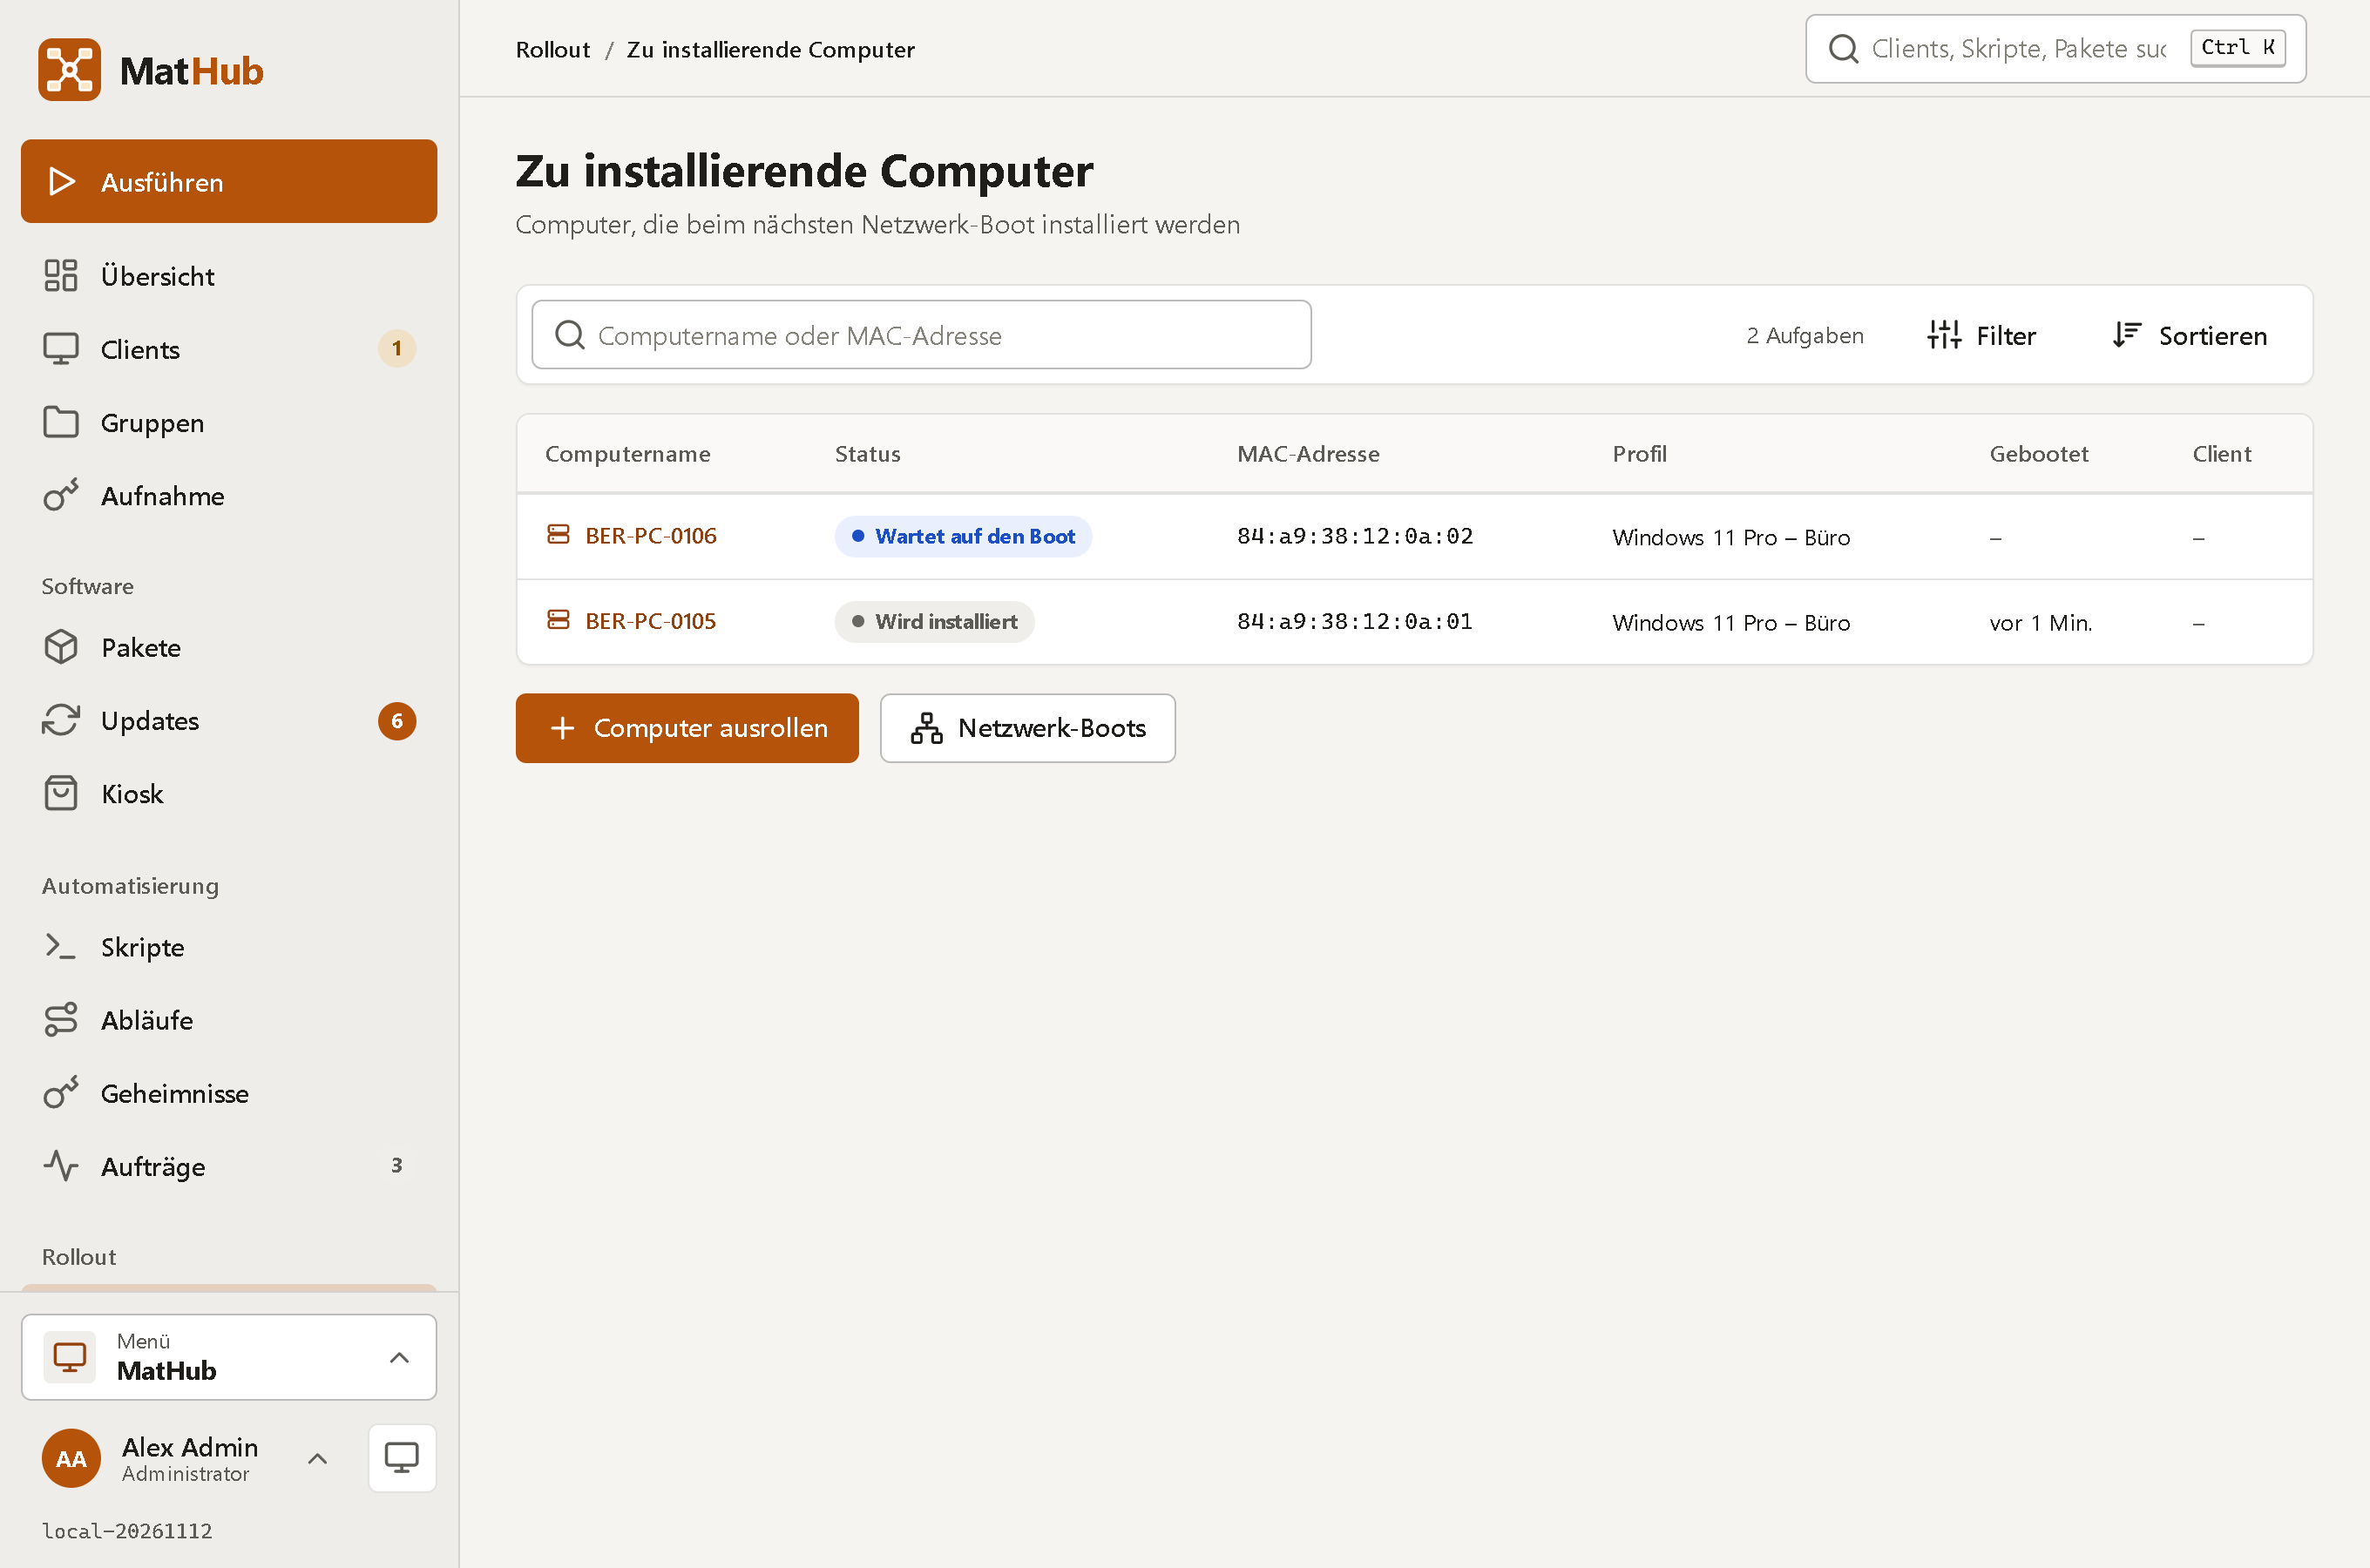 MatHub
Ausführen
Übersicht
Clients 1
Gruppen
Aufnahme
Software
Pakete
Updates 6
Kiosk
Automatisierung
Skripte
Abläufe
Geheimnisse
Aufträge 3
Rollout
Menü
MatHub
AA
Alex Admin
Administrator
local-20261112
Rollout / Zu installierende Computer
Clients, Skripte, Pakete suc
Ctrl K
Zu installierende Computer
Computer, die beim nächsten Netzwerk-Boot installiert werden
Computername oder MAC-Adresse
2 Aufgaben
Filter
Sortieren
Computername Status MAC-Adresse Profil Gebootet Client
BER-PC-0106 Wartet auf den Boot 84:a9:38:12:0a:02 Windows 11 Pro – Büro – –
BER-PC-0105 Wird installiert 84:a9:38:12:0a:01 Windows 11 Pro – Büro vor 1 Min. –
Computer ausrollen
Netzwerk-Boots